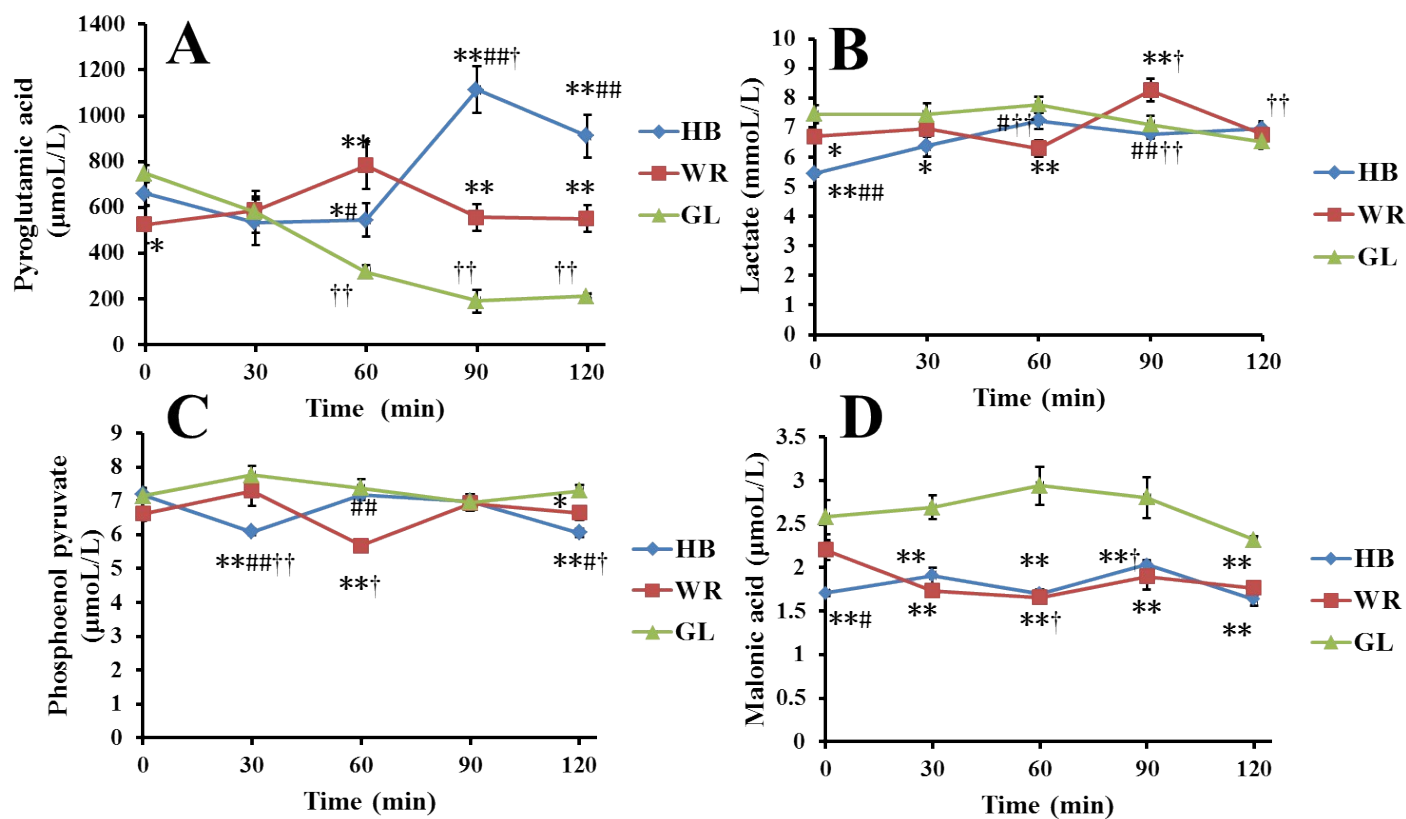 A
Pyroglutamic acid
(μmoL/L)
1400
1200
1000
800
600
400
200
0
**##†
**##
**
**
**
*#
*
††
††
††
HB
WR
GL
0 30 60 90 120
Time (min)
B
Lactate (mmoL/L)
10
9
8
7
6
5
4
3
2
1
0
**†
††
#††
##††
*
*
**
**##
HB
WR
GL
0 30 60 90 120
Time (min)
C
Phosphoenol pyruvate
(μmoL/L)
9
8
7
6
5
4
3
2
1
0
##
*
**##††
**†
**#†
HB
WR
GL
0 30 60 90 120
Time (min)
D
Malonic acid (μmoL/L)
3.5
3
2.5
2
1.5
1
0.5
0
**
**
**†
**
**#
**
**†
**
**
HB
WR
GL
0 30 60 90 120
Time (min)